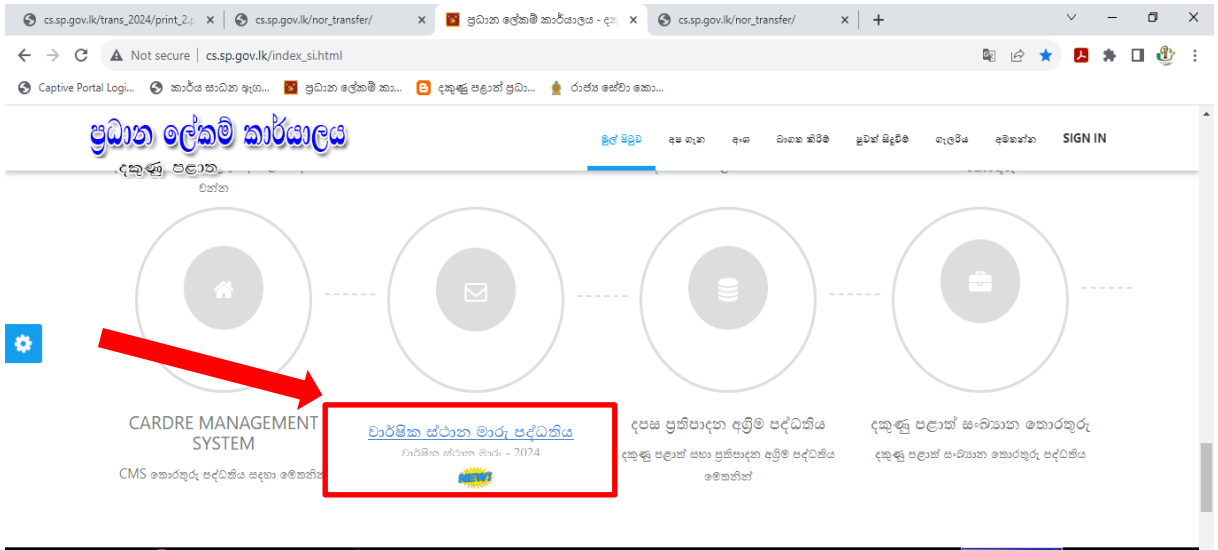 cs.sp.gov.lk/trans_2024/print_2.p
cs.sp.gov.lk/nor_transfer/
ප්‍රධාන ලේකම් කාර්යාලය - දකු
cs.sp.gov.lk/nor_transfer/
Not secure | cs.sp.gov.lk/index_si.html
Captive Portal Logi... කාර්ය සාධන ඇග... ප්‍රධාන ලේකම් කා... දකුණු පළාත් ප්‍රධා... රාජ්‍ය සේවා කො...
ප්‍රධාන ලේකම් කාර්යාලය
දකුණු පළාත
මුල් පිටුව අප ගැන අංශ බාගත කිරීම් පුවත් සිදුවීම් ගැලරිය අමතන්න SIGN IN
වන්න
CARDRE MANAGEMENT
SYSTEM
CMS තොරතුරු පද්ධතිය සඳහා මෙතනින්
වාර්ෂික ස්ථාන මාරු පද්ධතිය
වාර්ෂික ස්ථාන මාරු - 2024
NEW!
දපස ප්‍රතිපාදන අග්‍රිම පද්ධතිය
දකුණු පළාත් සභා ප්‍රතිපාදන අග්‍රිම පද්ධතිය
මෙතනින්
දකුණු පළාත් සංඛ්‍යාන තොරතුරු
දකුණු පළාත් සංඛ්‍යාන තොරතුරු පද්ධතිය